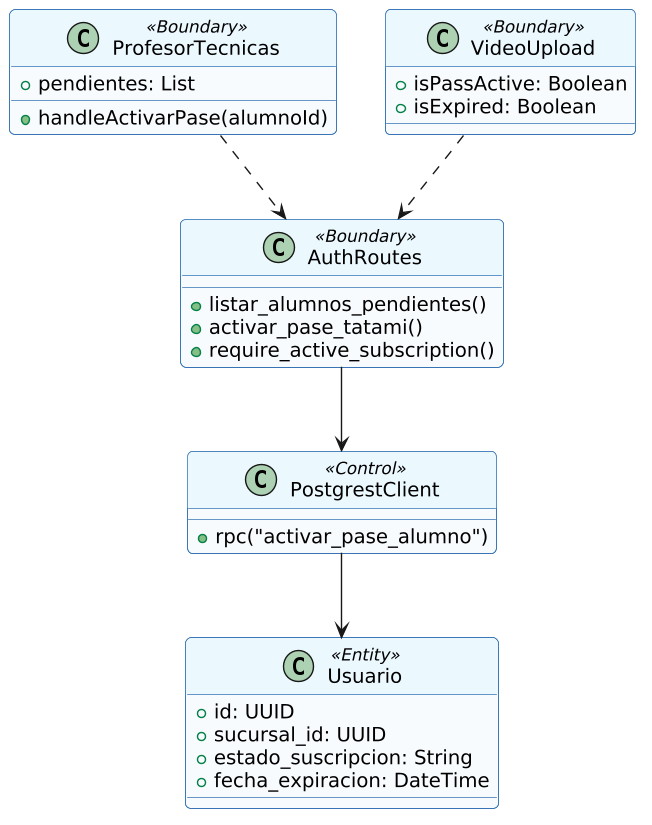 C
«Boundary»
ProfesorTecnicas
pendientes: List
handleActivarPase(alumnoId)
C
«Boundary»
VideoUpload
isPassActive: Boolean
isExpired: Boolean
C
«Boundary»
AuthRoutes
listar_alumnos_pendientes()
activar_pase_tatami()
require_active_subscription()
C
«Control»
PostgrestClient
rpc("activar_pase_alumno")
C
«Entity»
Usuario
id: UUID
sucursal_id: UUID
estado_suscripcion: String
fecha_expiracion: DateTime